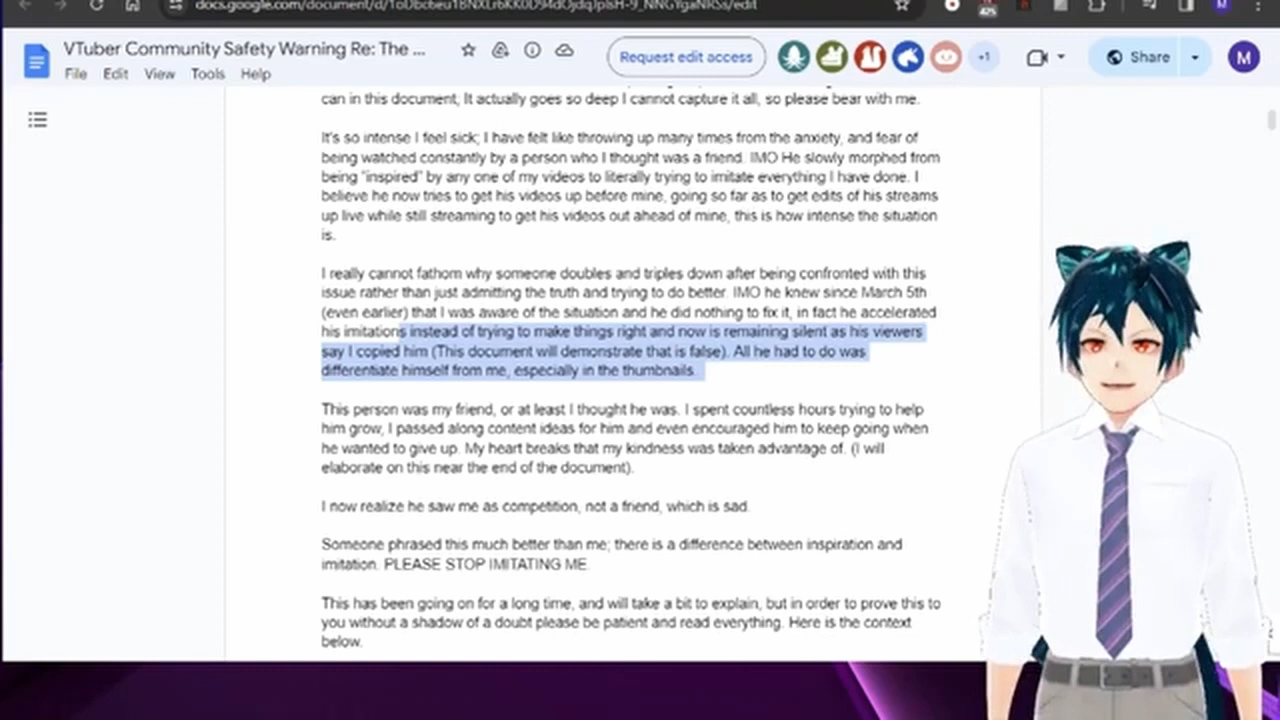 VTuber Community Safety Warning Re: The ...
File Edit View Tools Help
Request edit access
+1
Share
M
can in this document; It actually goes so deep I cannot capture it all, so please bear with me.
It's so intense I feel sick; I have felt like throwing up many times from the anxiety, and fear of
being watched constantly by a person who I thought was a friend. IMO He slowly morphed from
being "inspired" by any one of my videos to literally trying to imitate everything I have done. I
believe he now tries to get his videos up before mine, going so far as to get edits of his streams
up live while still streaming to get his videos out ahead of mine, this is how intense the situation
is.
I really cannot fathom why someone doubles and triples down after being confronted with this
issue rather than just admitting the truth and trying to do better. IMO he knew since March 5th
(even earlier) that I was aware of the situation and he did nothing to fix it, in fact he accelerated
his imitations instead of trying to make things right and now is remaining silent as his viewers
say I copied him (This document will demonstrate that is false). All he had to do was
differentiate himself from me, especially in the thumbnails.
This person was my friend, or at least I thought he was. I spent countless hours trying to help
him grow, I passed along content ideas for him and even encouraged him to keep going when
he wanted to give up. My heart breaks that my kindness was taken advantage of. (I will
elaborate on this near the end of the document).
I now realize he saw me as competition, not a friend, which is sad.
Someone phrased this much better than me; there is a difference between inspiration and
imitation. PLEASE STOP IMITATING ME.
This has been going on for a long time, and will take a bit to explain, but in order to prove this to
you without a shadow of a doubt please be patient and read everything. Here is the context
below.